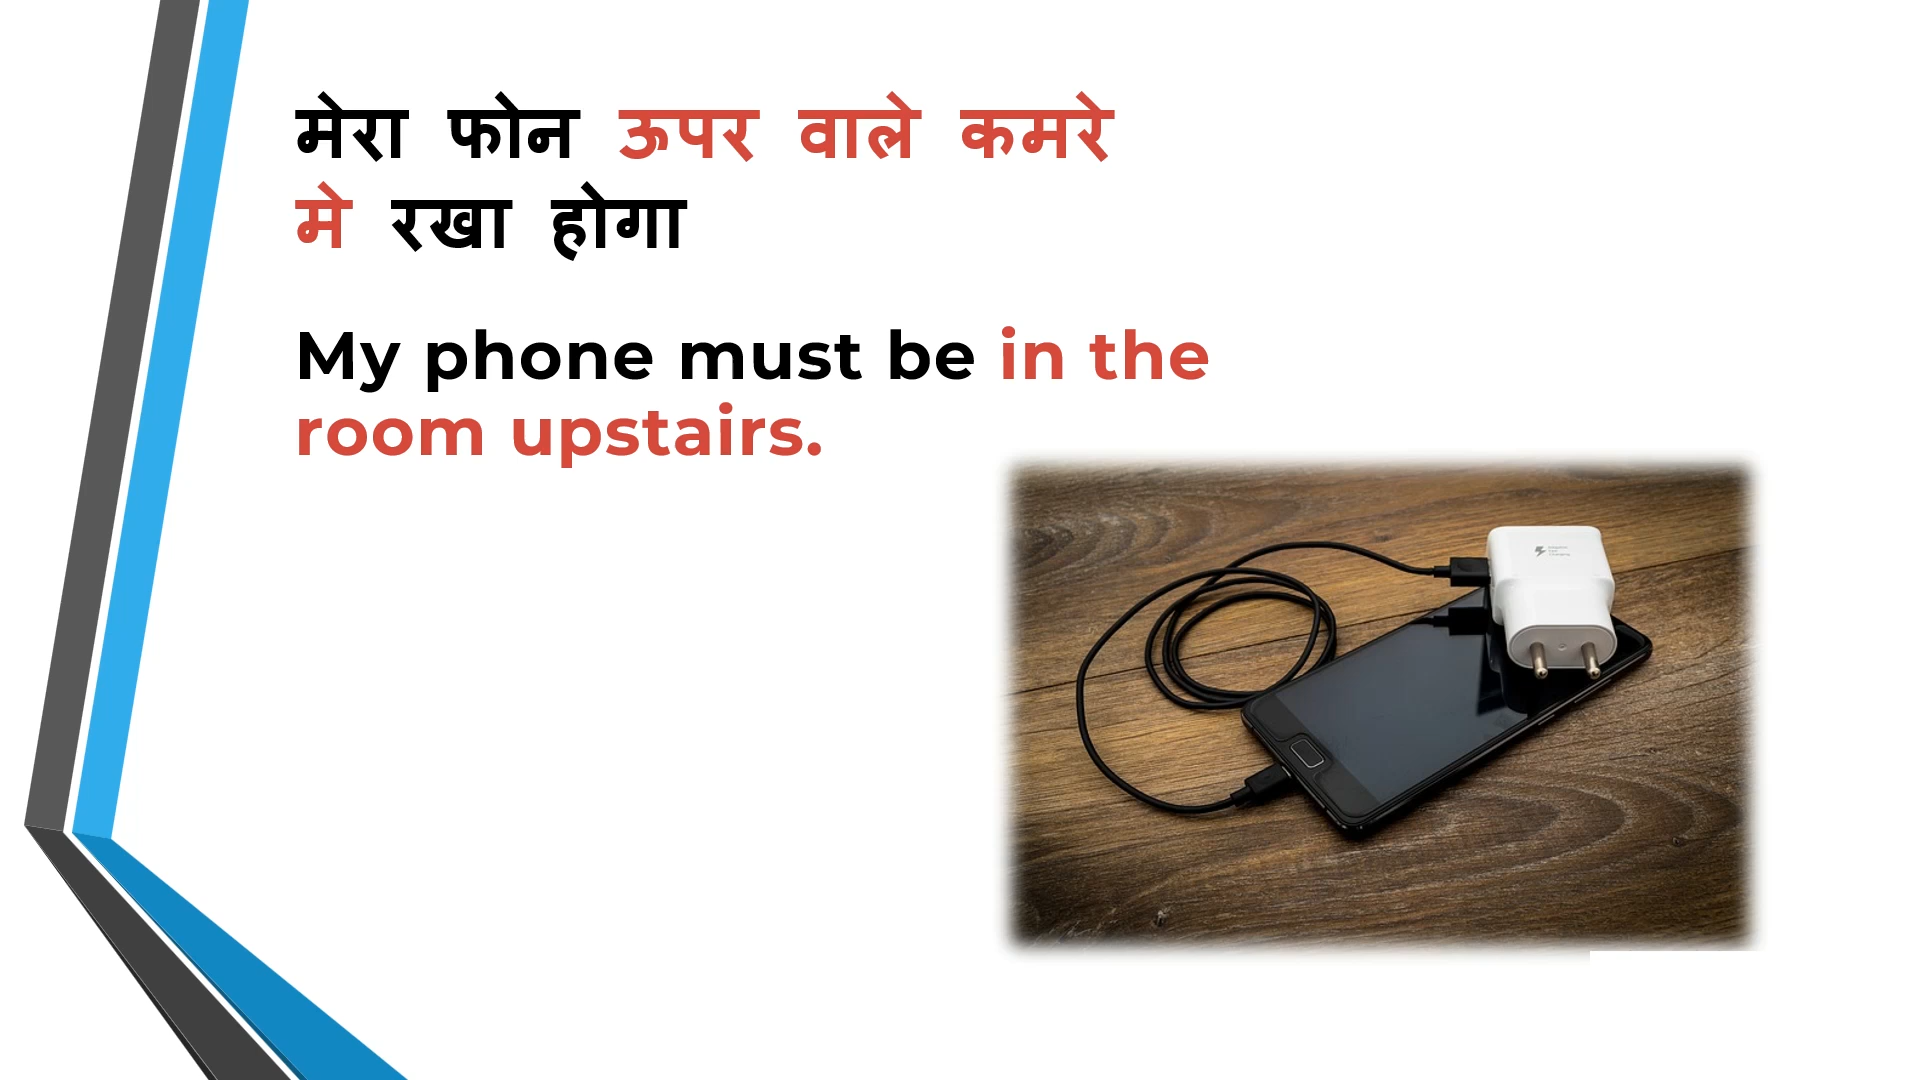 मेरा फोन ऊपर वाले कमरे
मे रखा होगा
My phone must be in the
room upstairs.